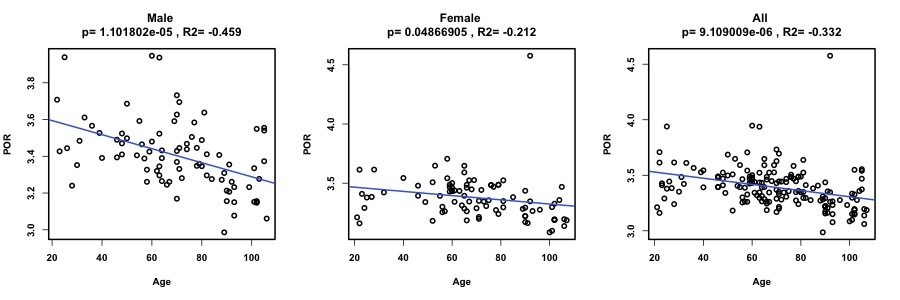 Male
p= 1.101802e-05 , R2= -0.459
POR
3.0 3.2 3.4 3.6 3.8
20 40 60 80 100
Age
Female
p= 0.04866905 , R2= -0.212
POR
3.5 4.0 4.5
20 40 60 80 100
Age
All
p= 9.109009e-06 , R2= -0.332
POR
3.0 3.5 4.0 4.5
20 40 60 80 100
Age